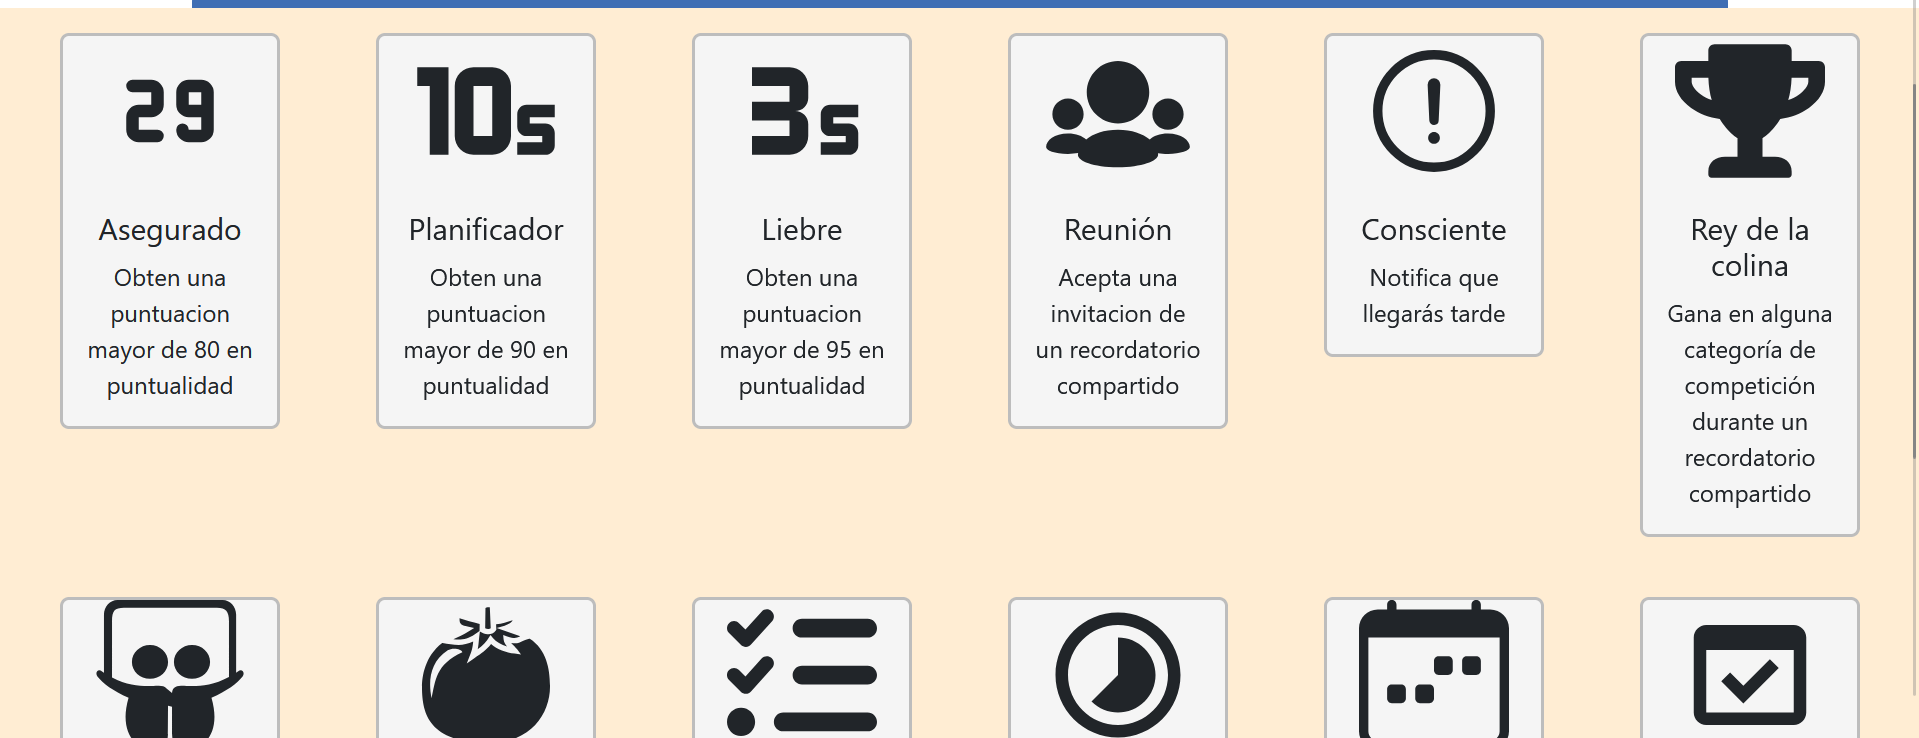 29
10s
3s
Asegurado
Obten una
puntuacion
mayor de 80 en
puntualidad
Planificador
Obten una
puntuacion
mayor de 90 en
puntualidad
Liebre
Obten una
puntuacion
mayor de 95 en
puntualidad
Reunión
Acepta una
invitacion de
un recordatorio
compartido
Consciente
Notifica que
llegarás tarde
Rey de la
colina
Gana en alguna
categoría de
competición
durante un
recordatorio
compartido